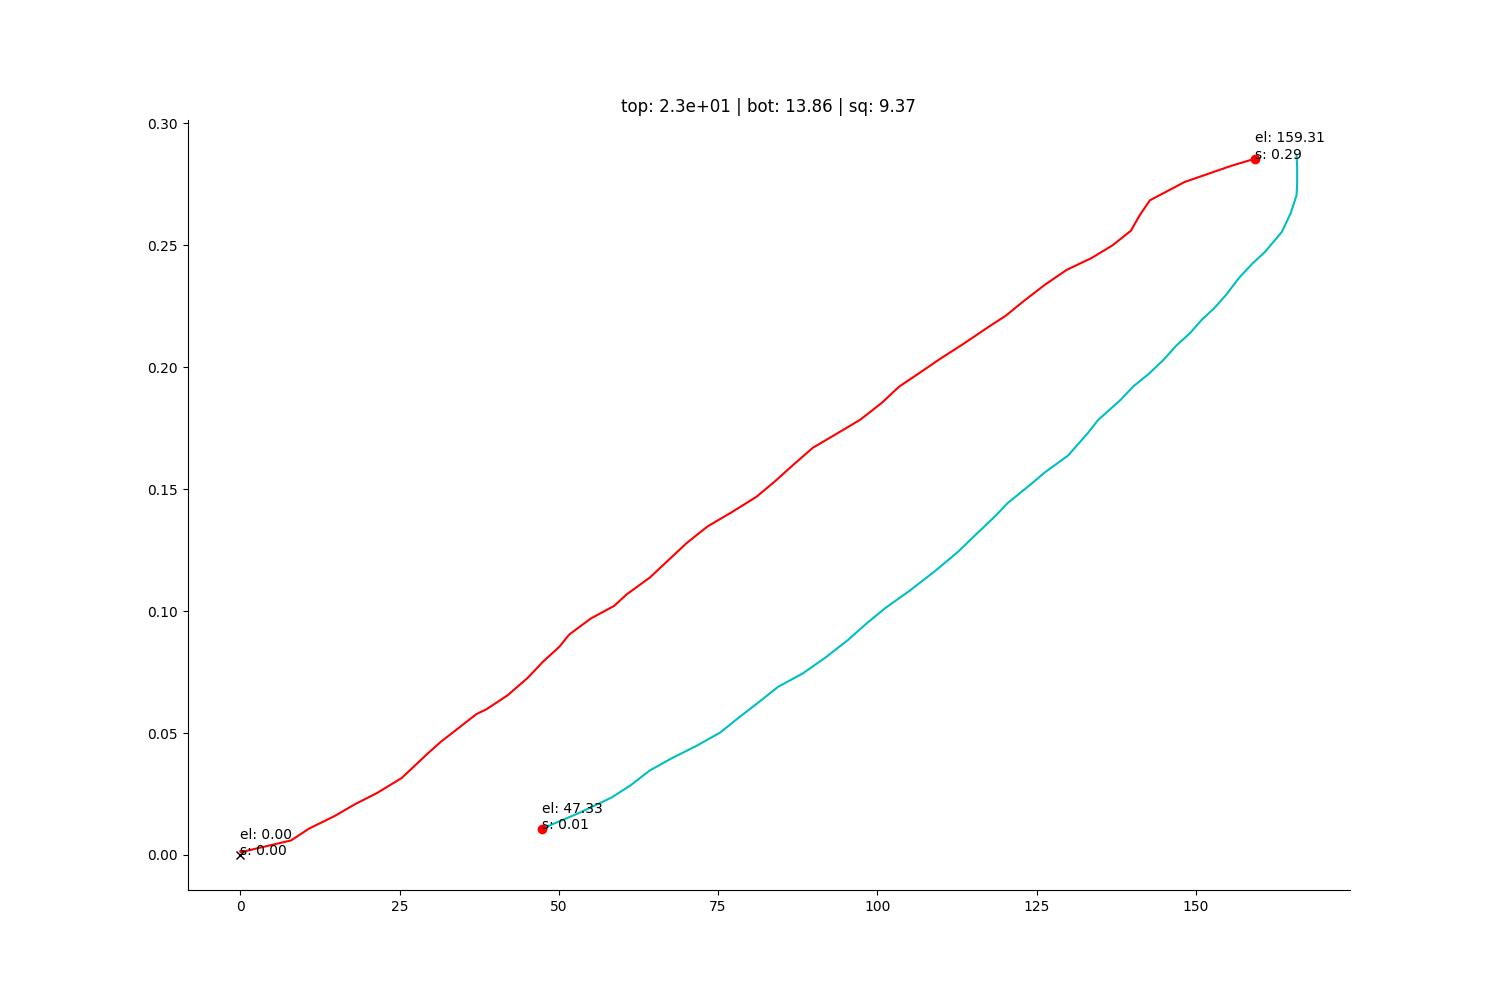 top: 2.3e+01 | bot: 13.86 | sq: 9.37
0.30
el: 159.31
s: 0.29
0.25
0.20
0.15
0.10
0.05
el: 47.33
s: 0.01
el: 0.00
s: 0.00
0.00
0 25 50 75 100 125 150